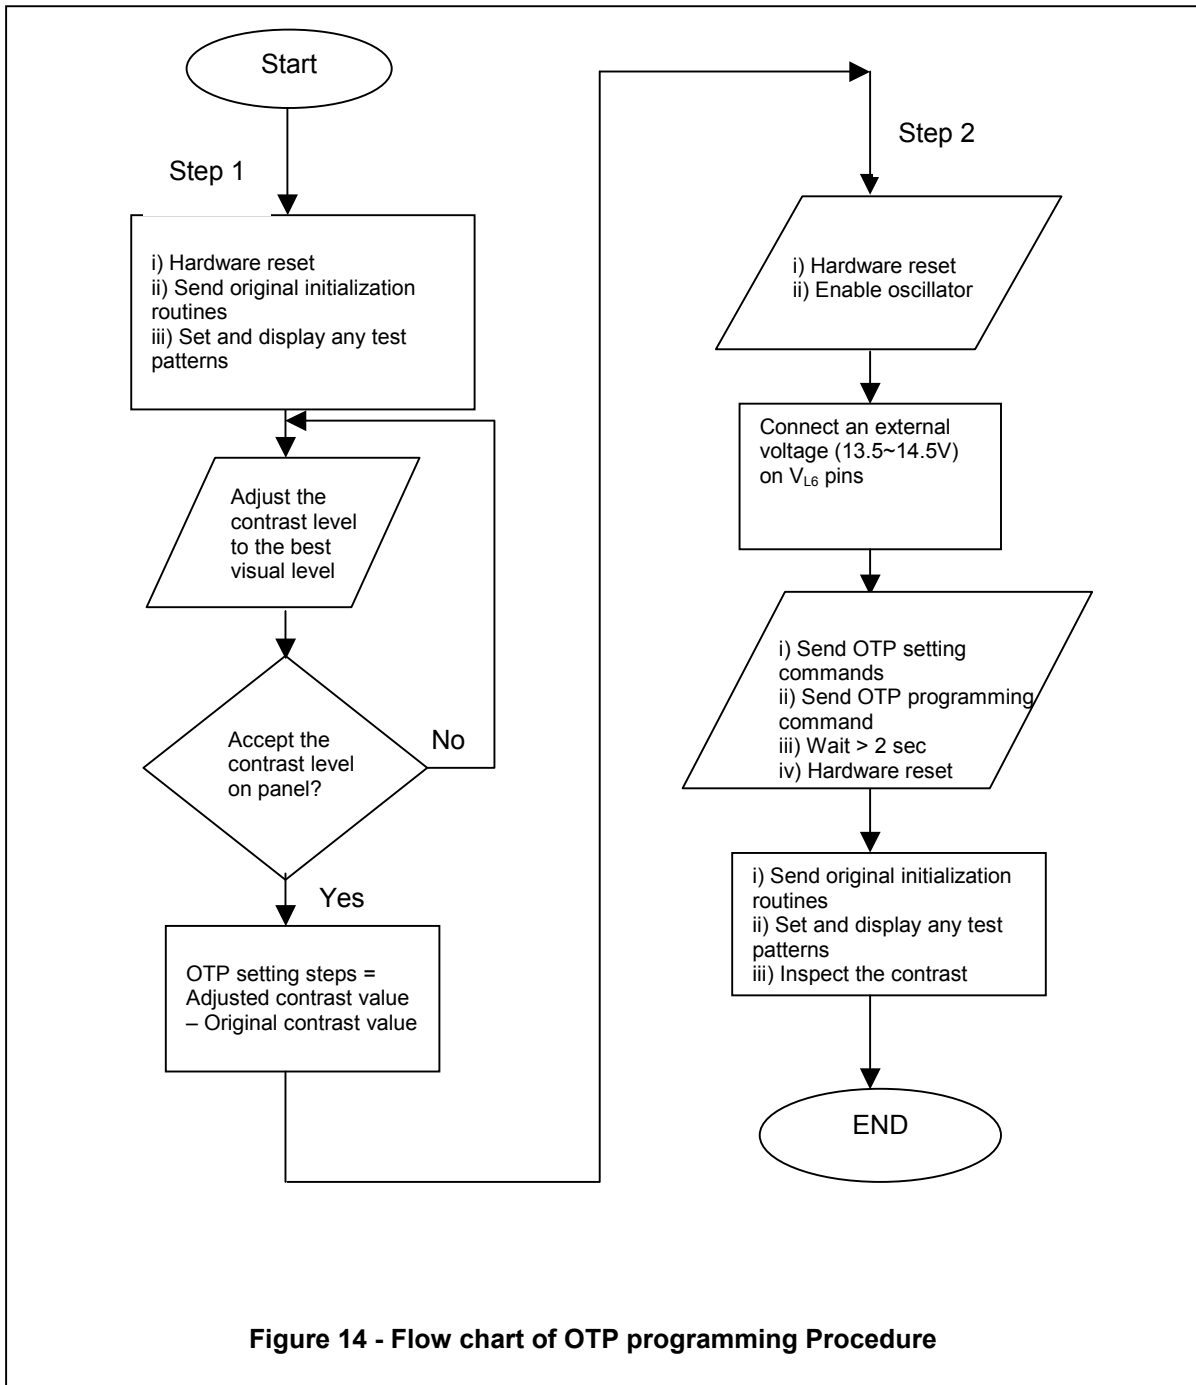 Start
Step 1
i) Hardware reset
ii) Send original initialization
routines
iii) Set and display any test
patterns
Adjust the
contrast level
to the best
visual level
Accept the
contrast level
on panel?
No
Yes
OTP setting steps =
Adjusted contrast value
– Original contrast value
Step 2
i) Hardware reset
ii) Enable oscillator
Connect an external
voltage (13.5~14.5V)
on VL6 pins
i) Send OTP setting
commands
ii) Send OTP programming
command
iii) Wait > 2 sec
iv) Hardware reset
i) Send original initialization
routines
ii) Set and display any test
patterns
iii) Inspect the contrast
END
Figure 14 - Flow chart of OTP programming Procedure